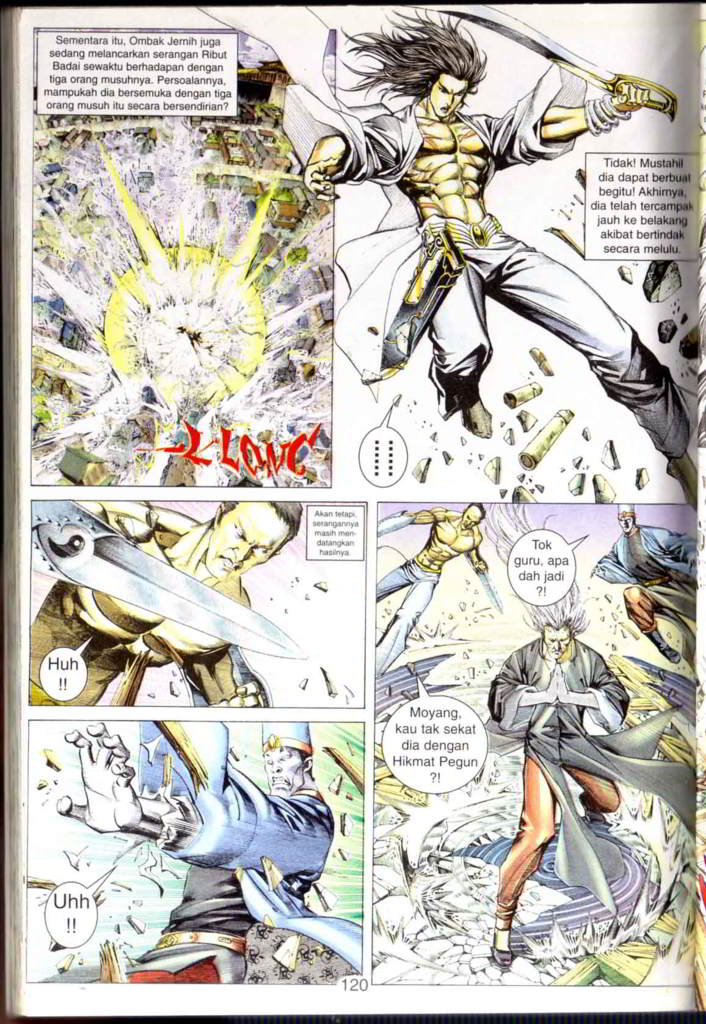 Sementara itu, Ombak Jernih juga
sedang melancarkan serangan Ribut
Badai sewaktu berhadapan dengan
tiga orang musuhnya. Persoalannya,
mampukah dia bersemuka dengan tiga
orang musuh itu secara bersendirian?
Tidak! Mustahil
dia dapat berbuat
begitu! Akhirnya,
dia telah tercampak
jauh ke belakang
akibat bertindak
secara melulu.
Akan tetapi,
serangannya
masih men-
datangkan
hasilnya.
Huh
!!
Uhh
!!
Tok
guru, apa
dah jadi
?!
Moyang,
kau tak sekat
dia dengan
Hikmat Pegun
?!
120